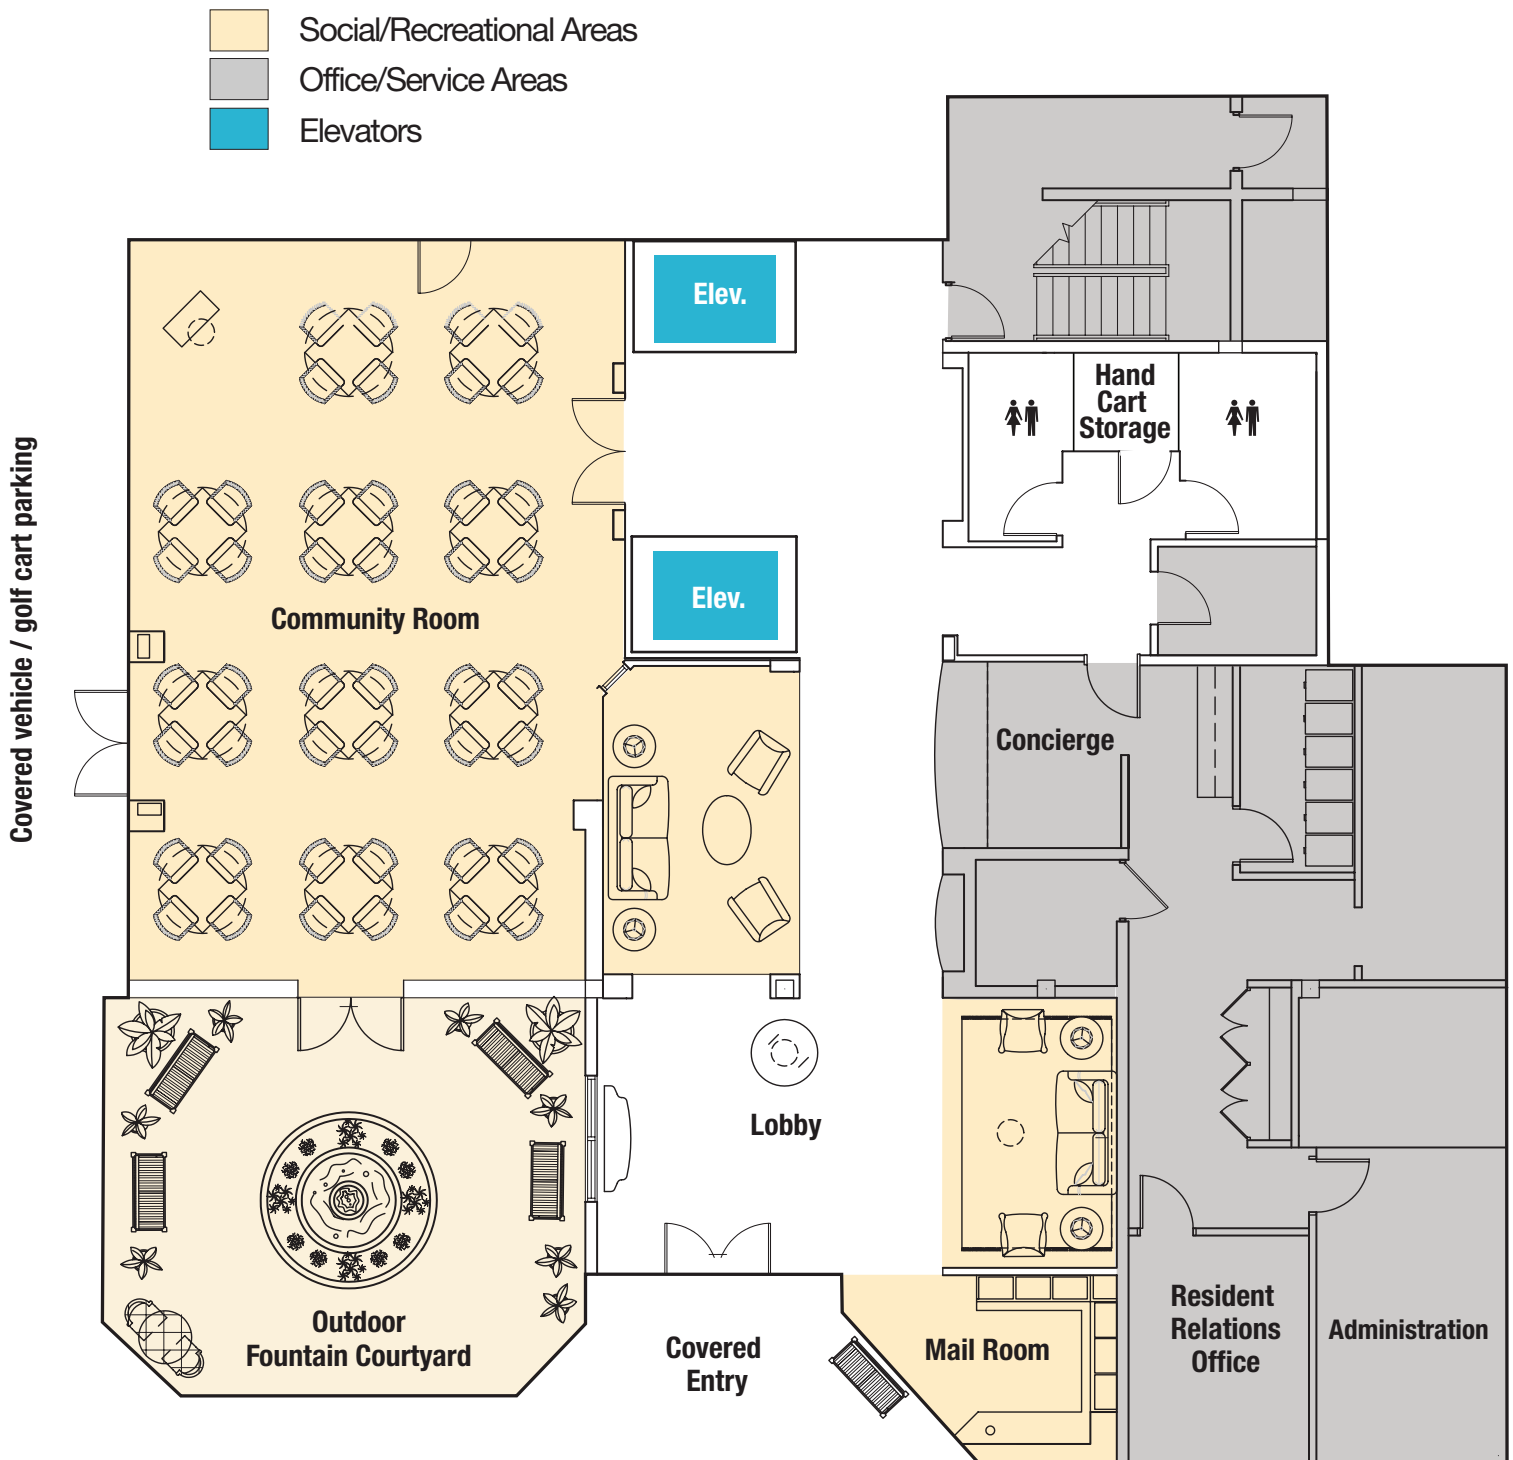 Social/Recreational Areas
Office/Service Areas
Elevators
Elev.
Hand
Cart
Storage
Covered vehicle / golf cart parking
Elev.
Community Room
Concierge
Lobby
Outdoor
Fountain Courtyard
Covered
Entry
Mail Room
Resident
Relations
Office
Administration